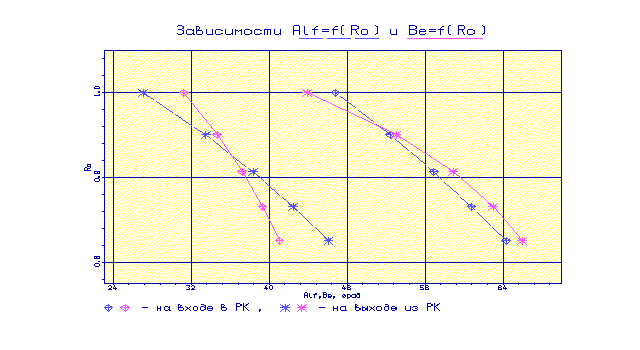 Зависимости Alf=f( Ro ) и Be=f( Ro )
1.0
Ro
0.8
0.8
24 32 40 48 56 64
Alf,Be, град
- на входе в РК , - на выходе из РК